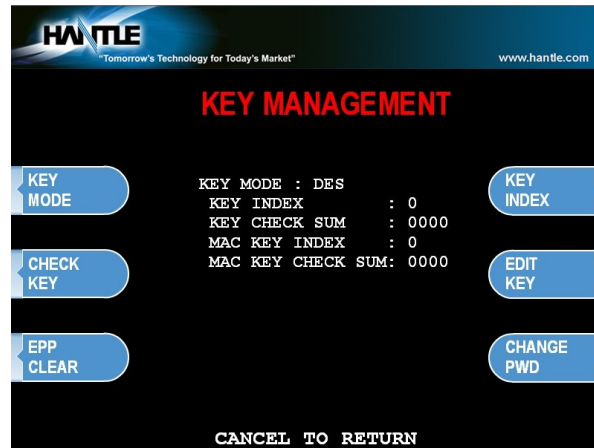 HANTLE
"Tomorrow's Technology for Today's Market"
www.hantle.com
KEY MANAGEMENT
KEY
MODE
KEY MODE : DES
KEY INDEX : 0
KEY CHECK SUM : 0000
MAC KEY INDEX : 0
MAC KEY CHECK SUM: 0000
KEY
INDEX
CHECK
KEY
EDIT
KEY
EPP
CLEAR
CHANGE
PWD
CANCEL TO RETURN